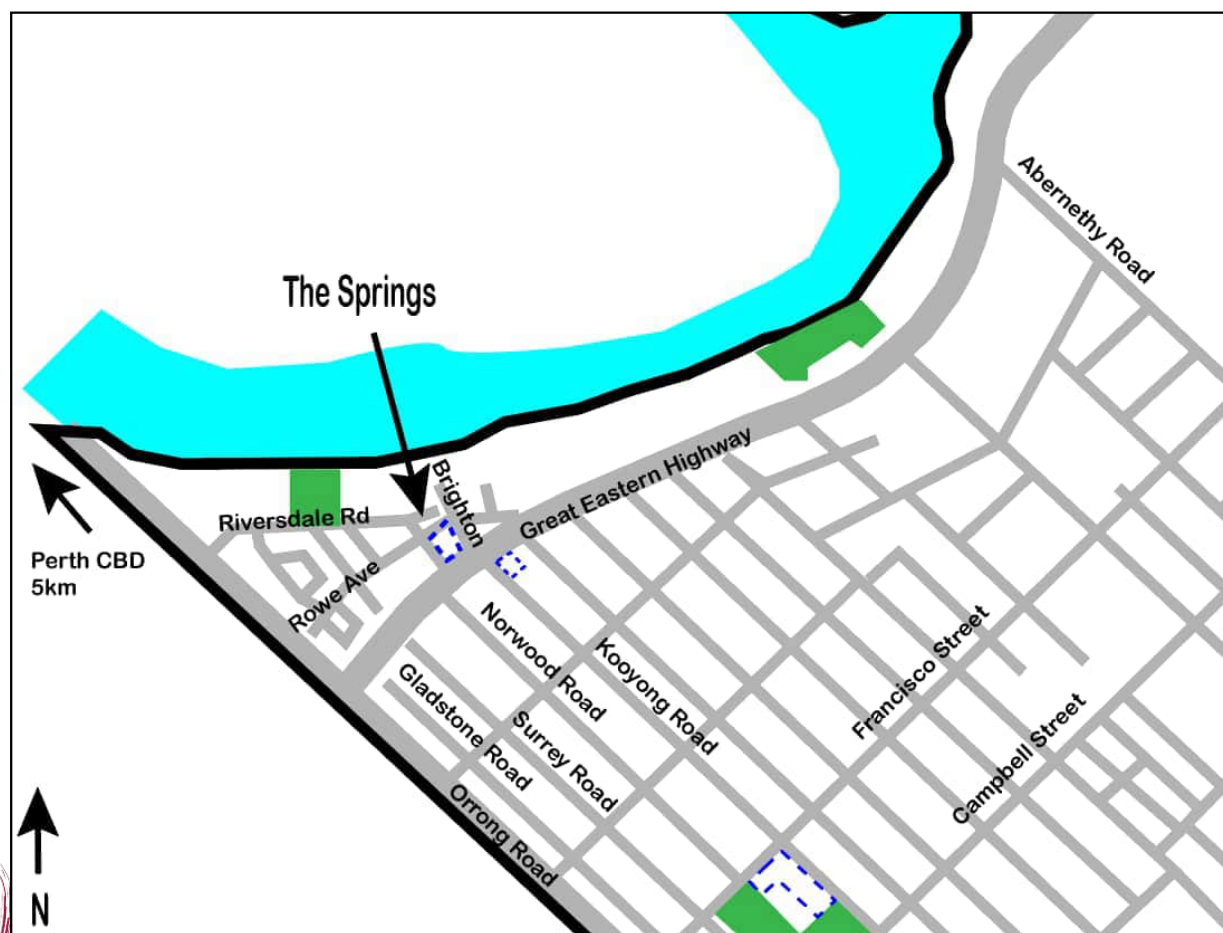 Abernethy Road
The Springs
Great Eastern Highway
Brighton
Riversdale Rd
Perth CBD
5km
Rowe Ave
Norwood Road
Kooyong Road
Francisco Street
Gladstone Road
Surrey Road
Campbell Street
Orrong Road
N